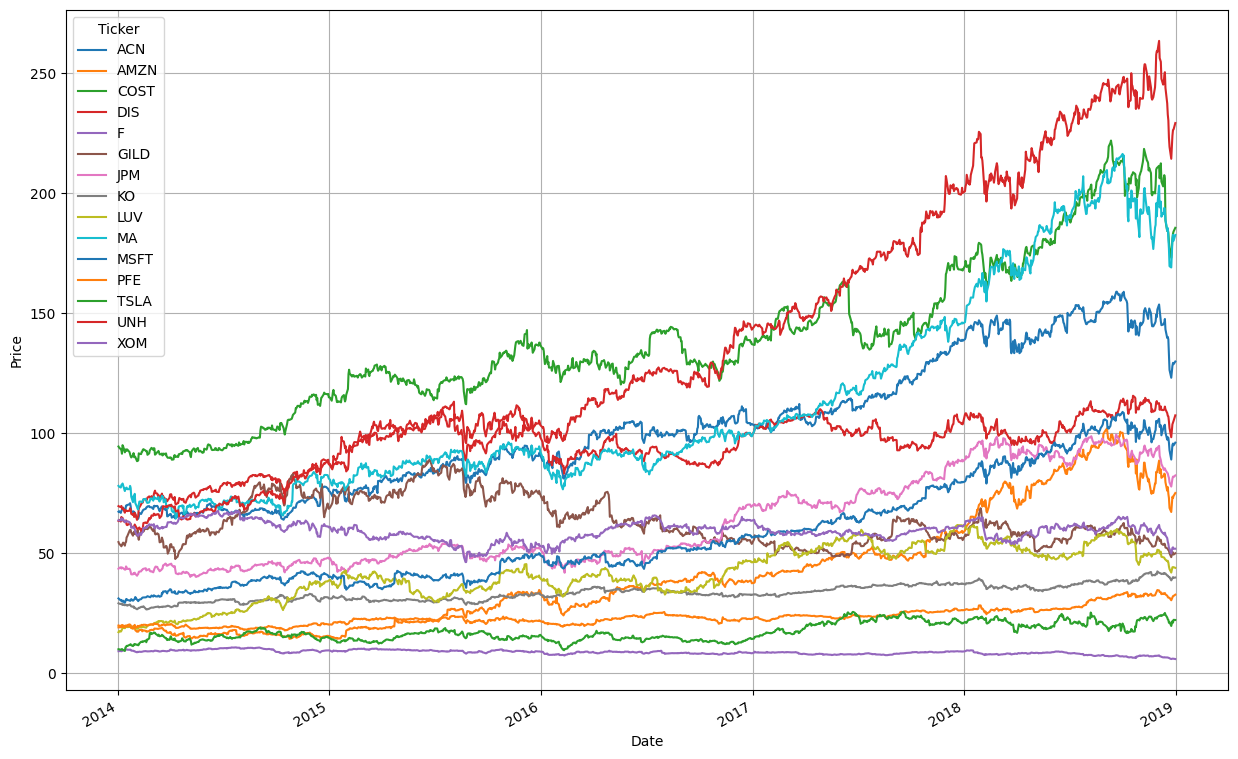 Ticker
ACN
AMZN
COST
DIS
F
GILD
JPM
KO
LUV
MA
MSFT
PFE
TSLA
UNH
XOM
250
200
150
100
50
0
Price
2014
2015
2016
2017
2018
2019
Date